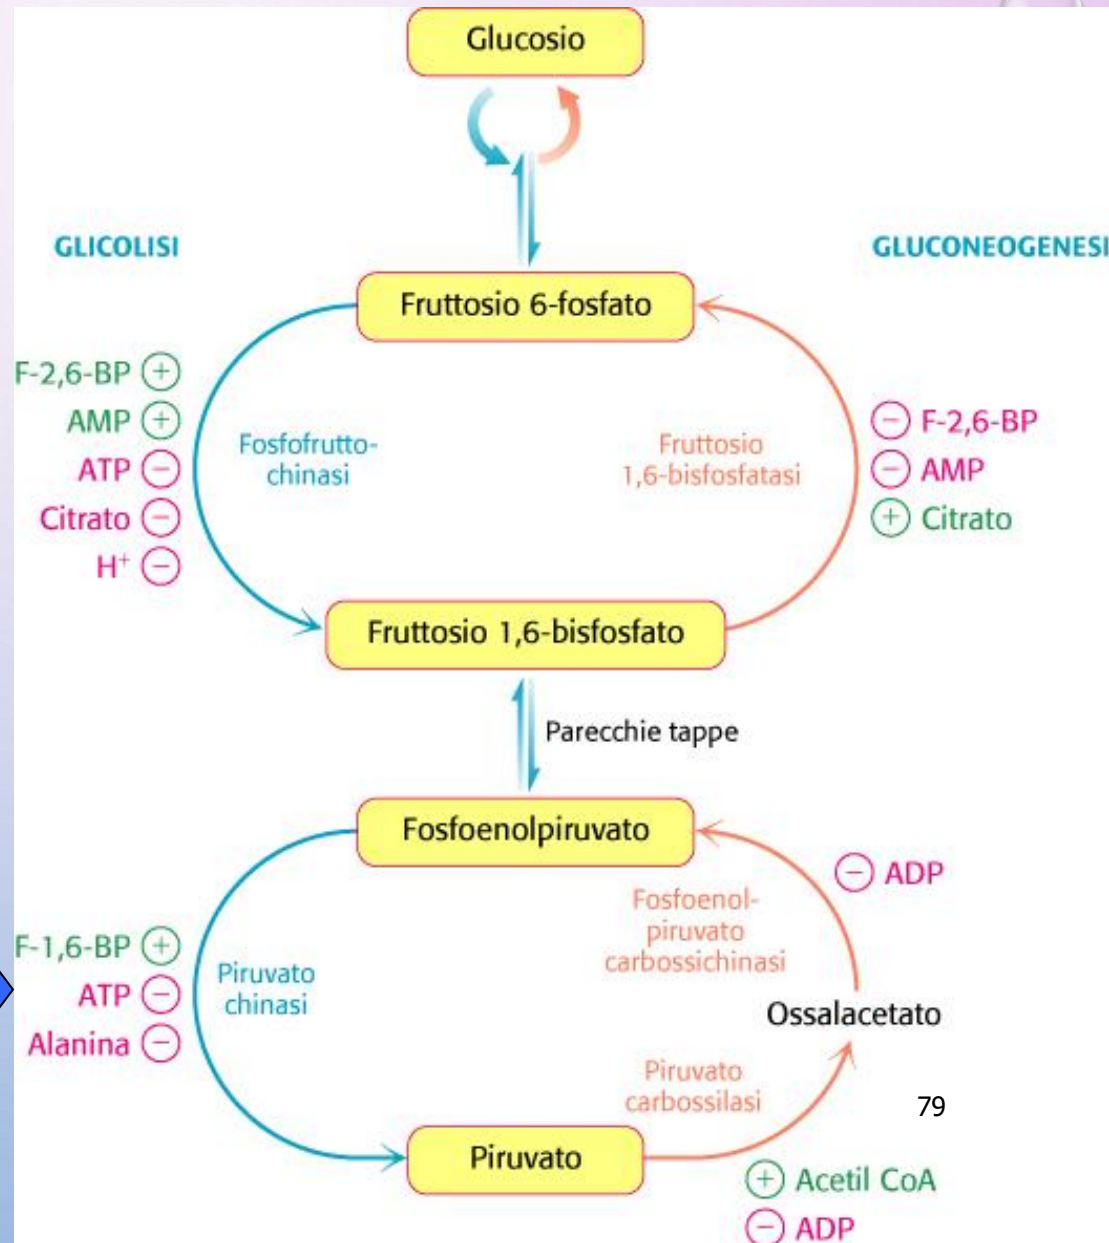 Glucosio
GLICOLISI
GLUCONEOGENESI
Fruttosio 6-fosfato
F-2,6-BP (+)
AMP (+)
ATP (−)
Citrato (−)
H⁺ (−)
Fosfofrutto-
chinasi
Fruttosio
1,6-bisfosfatasi
(−) F-2,6-BP
(−) AMP
(+) Citrato
Fruttosio 1,6-bisfosfato
Parecchie tappe
Fosfoenolpiruvato
(−) ADP
F-1,6-BP (+)
ATP (−)
Alanina (−)
Piruvato
chinasi
Fosfoenol-
piruvato
carbossichinasi
Ossalacetato
Piruvato
carbossilasi
79
Piruvato
(+) Acetil CoA
(−) ADP